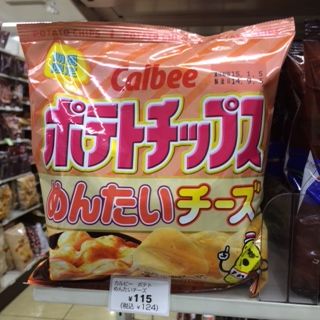 POTATO CHIPS
Calbee
ポテトチップス
めんたいチーズ
カルビー ポテト
めんたいチーズ
¥115
(税込 ¥124)